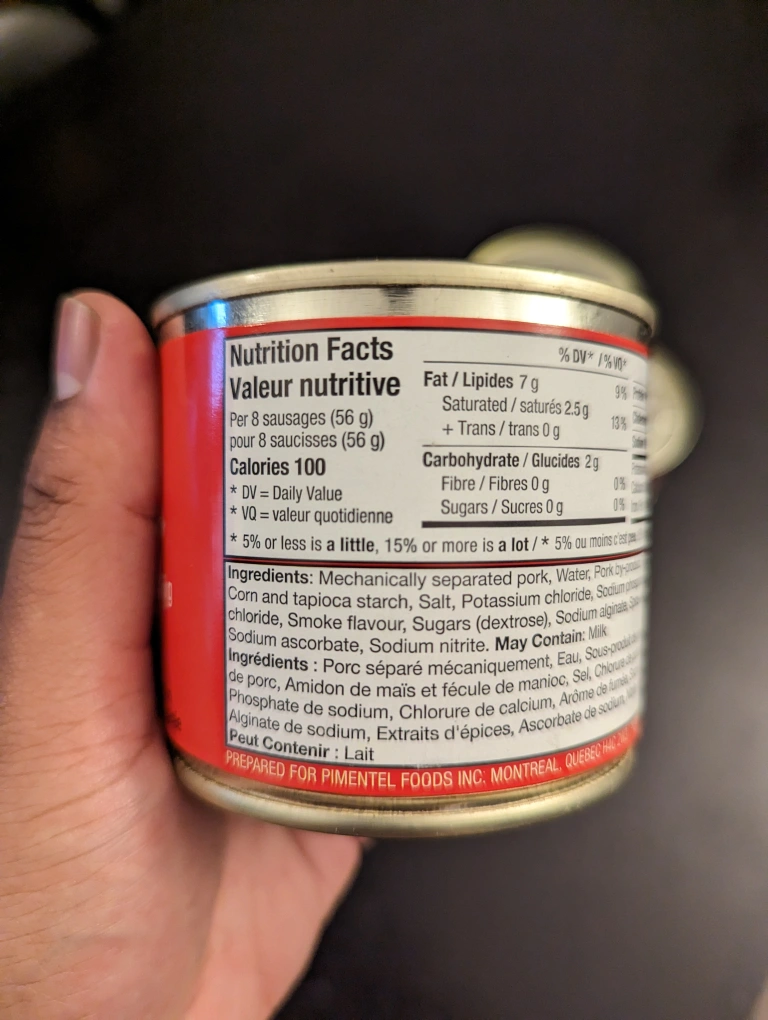 Nutrition Facts
Valeur nutritive
Per 8 sausages (56 g)
pour 8 saucisses (56 g)
Calories 100
* DV = Daily Value
* VQ = valeur quotidienne
% DV* / % VQ*
Fat / Lipides 7 g 9%
Saturated / saturés 2.5 g
+ Trans / trans 0 g 13%
Carbohydrate / Glucides 2 g
Fibre / Fibres 0 g 0%
Sugars / Sucres 0 g 0%
* 5% or less is a little, 15% or more is a lot / * 5% ou moins c'est
Ingredients: Mechanically separated pork, Water, Pork
Corn and tapioca starch, Salt, Potassium chloride, Sodium
chloride, Smoke flavour, Sugars (dextrose), Sodium alginate,
Sodium ascorbate, Sodium nitrite. May Contain: Milk
Ingrédients : Porc séparé mécaniquement, Eau,
de porc, Amidon de maïs et fécule de manioc, Sel, Chlorure
Phosphate de sodium, Chlorure de calcium, Arôme de fumée,
Alginate de sodium, Extraits d'épices, Ascorbate de sodium,
Peut Contenir : Lait
PREPARED FOR PIMENTEL FOODS INC. MONTREAL, QUEBEC